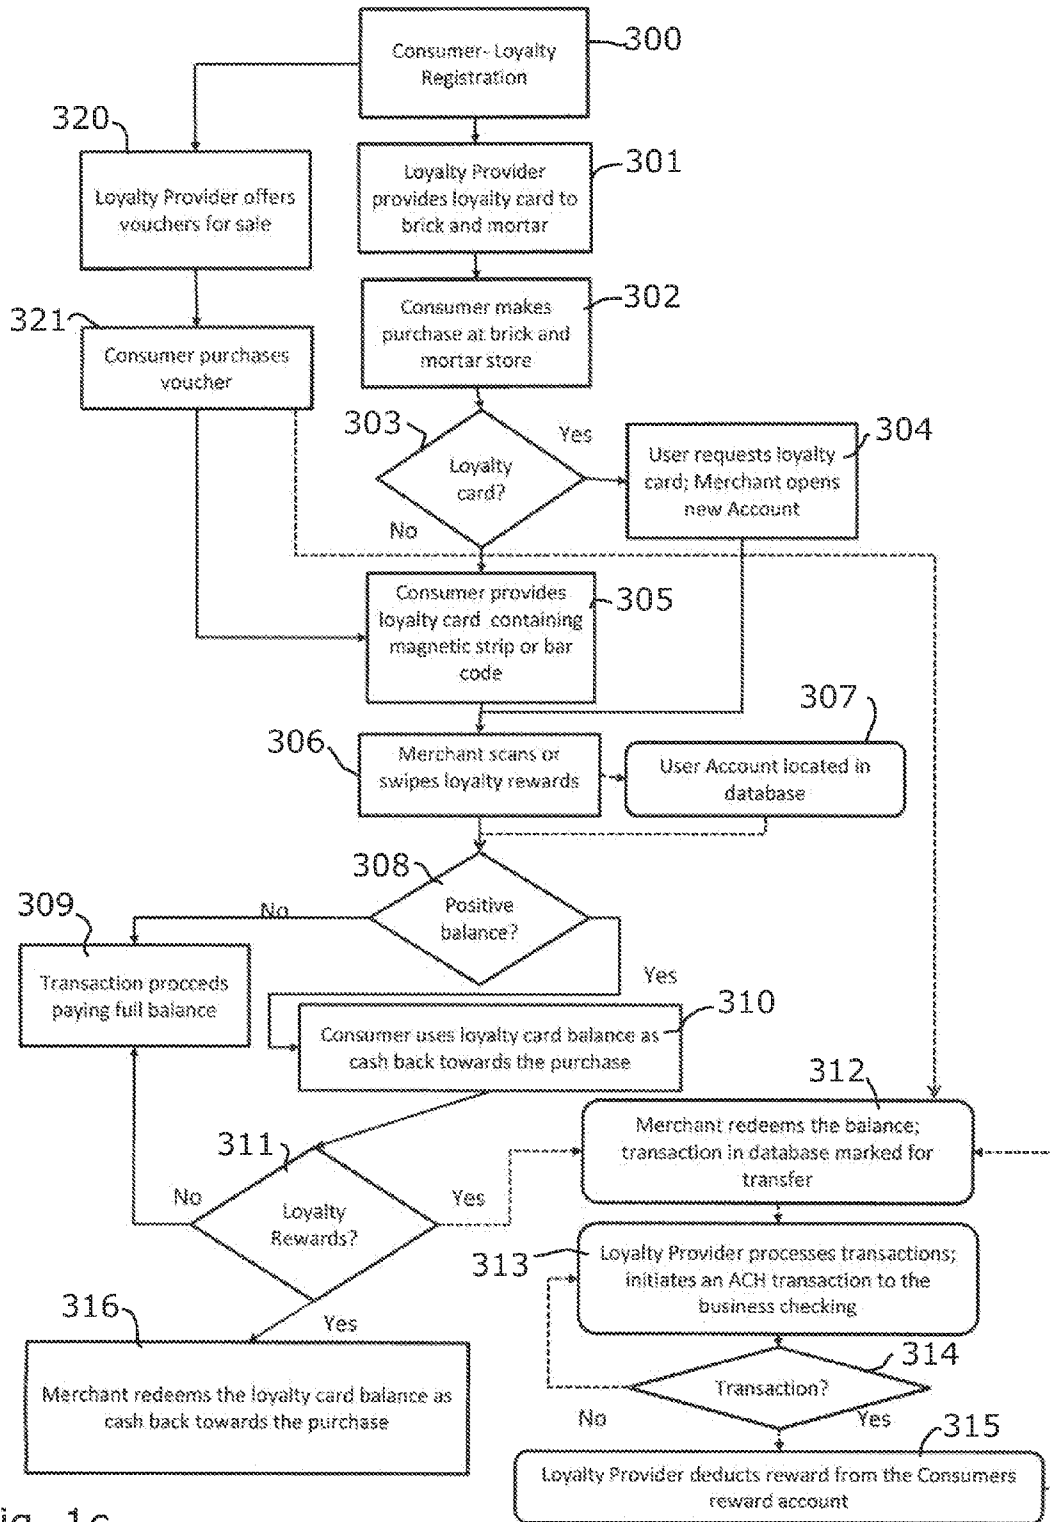 300
Consumer- Loyalty
Registration
320
301
Loyalty Provider
provides loyalty card to
brick and mortar
Loyalty Provider offers
vouchers for sale
302
Consumer makes
purchase at brick and
mortar store
321
Consumer purchases
voucher
303
Yes
304
Loyalty
card?
User requests loyalty
card; Merchant opens
new Account
No
305
Consumer provides
loyalty card containing
magnetic strip or bar
code
307
306
Merchant scans or
swipes loyalty rewards
User Account located in
database
308
Positive
balance?
309
No
Yes
Transaction proceeds
paying full balance
310
Consumer uses loyalty card balance as
cash back towards the purchase
312
Merchant redeems the balance;
transaction in database marked for
transfer
311
No
Yes
Loyalty
Rewards?
313
Loyalty Provider processes transactions;
initiates an ACH transaction to the
business checking
316
Yes
314
Transaction?
Merchant redeems the loyalty card balance as
cash back towards the purchase
No
Yes
315
Loyalty Provider deducts reward from the Consumers
reward account